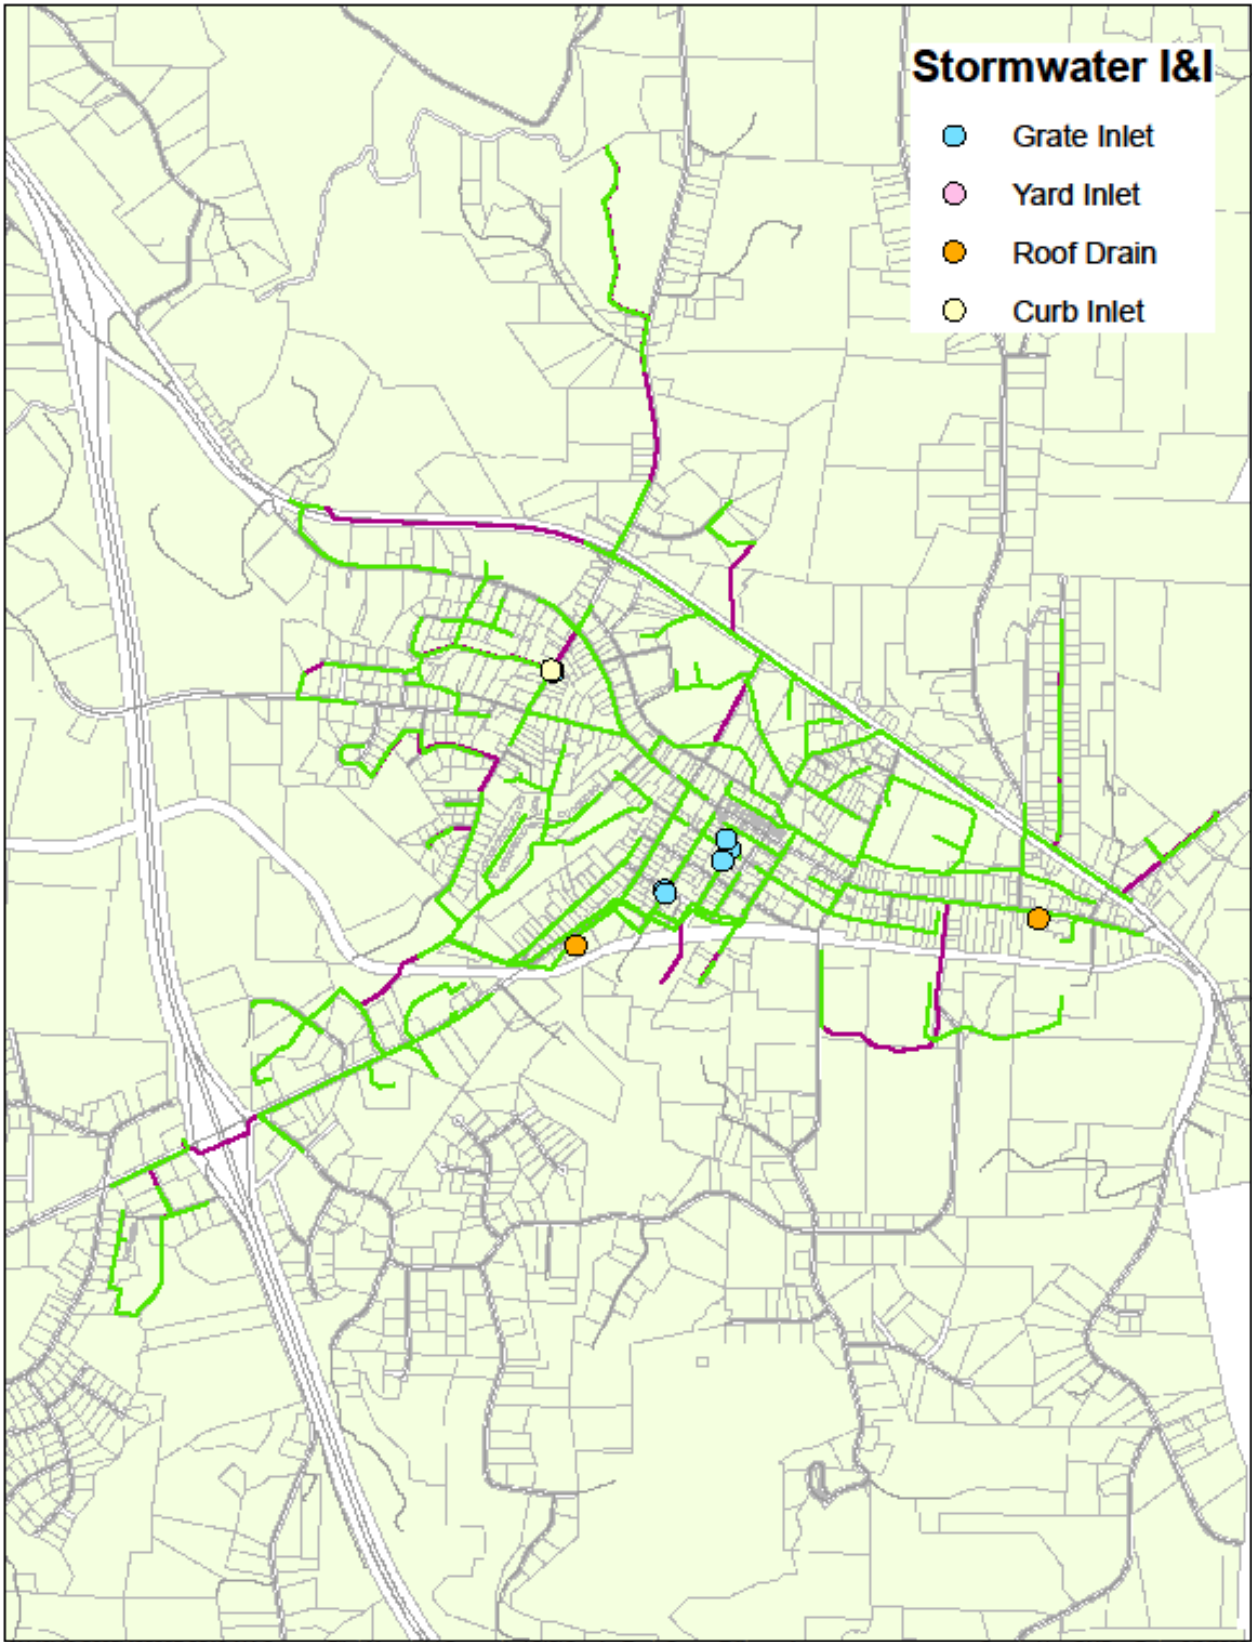 Stormwater I&I
Grate Inlet
Yard Inlet
Roof Drain
Curb Inlet